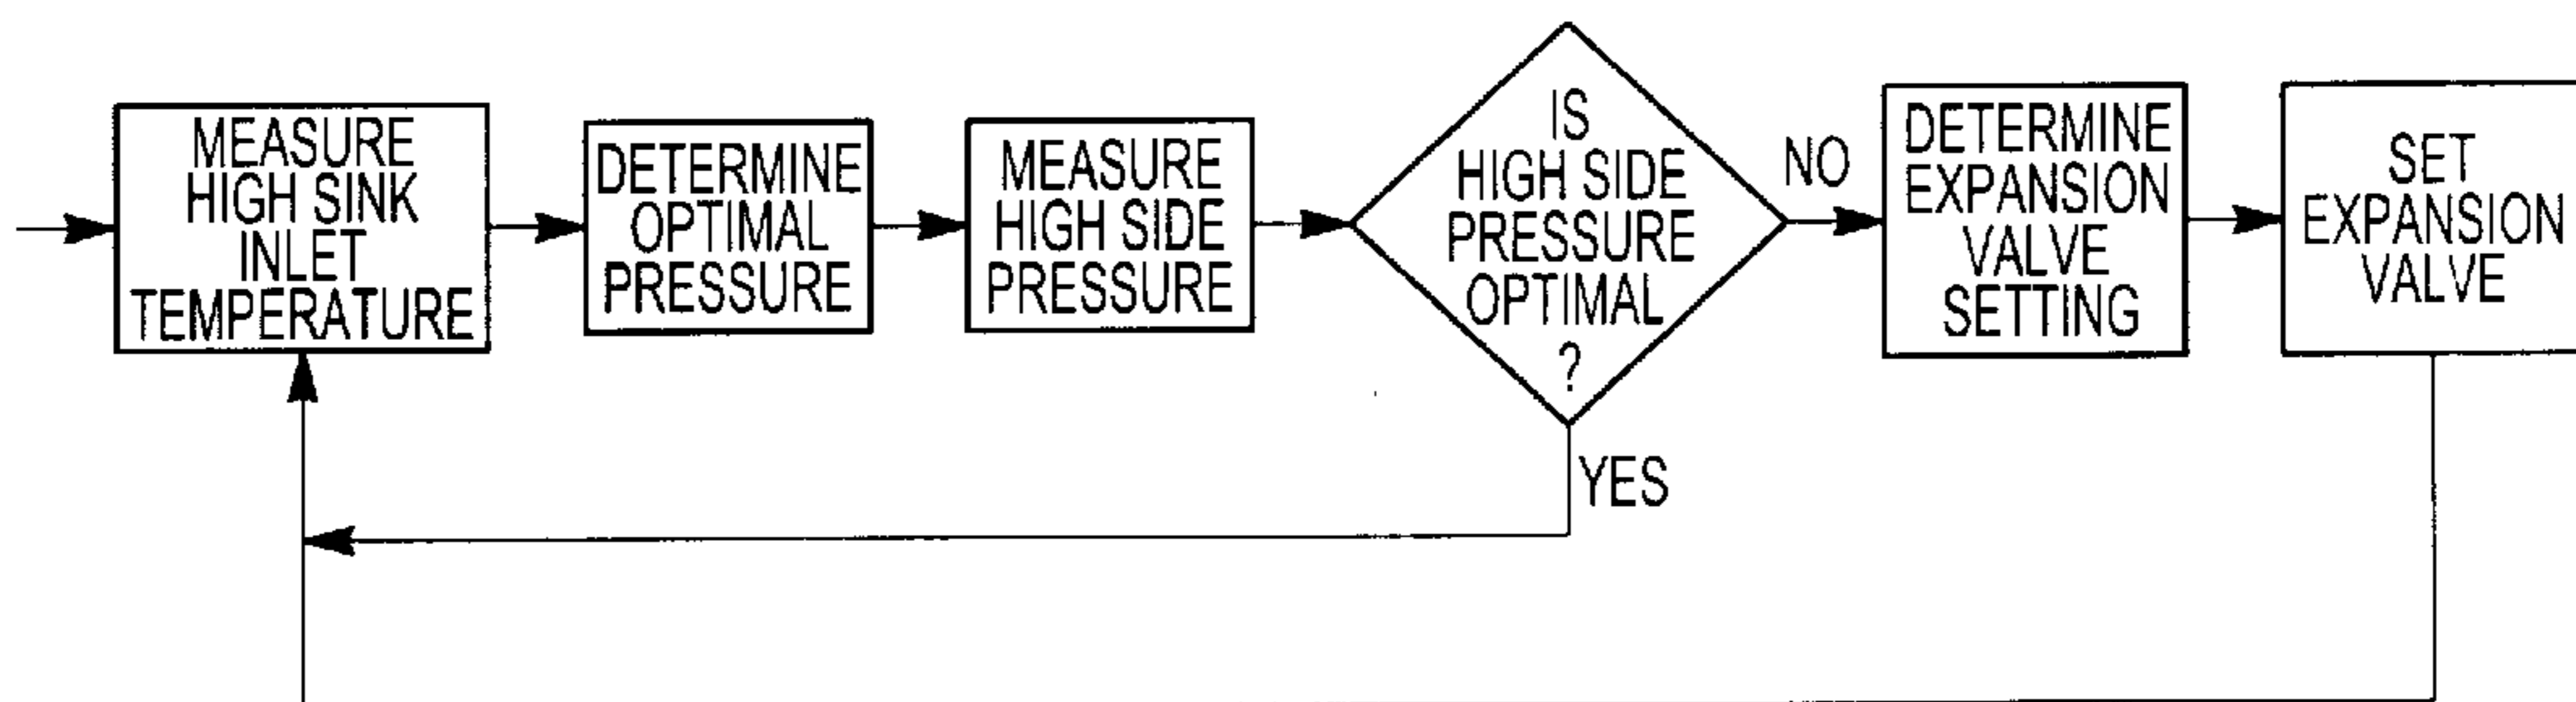 MEASURE
HIGH SINK
INLET
TEMPERATURE
DETERMINE
OPTIMAL
PRESSURE
MEASURE
HIGH SIDE
PRESSURE
IS
HIGH SIDE
PRESSURE
OPTIMAL
?
NO
YES
DETERMINE
EXPANSION
VALVE
SETTING
SET
EXPANSION
VALVE